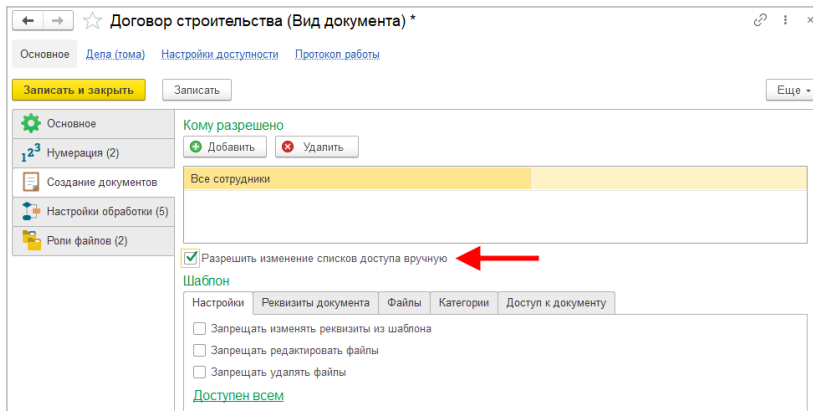 Договор строительства (Вид документа) *
Основное Дела (тома) Настройки доступности Протокол работы
Записать и закрыть Записать Еще
Основное
Нумерация (2)
Создание документов
Настройки обработки (5)
Роли файлов (2)
Кому разрешено
Добавить Удалить
Все сотрудники
Разрешить изменение списков доступа вручную
Шаблон
Настройки Реквизиты документа Файлы Категории Доступ к документу
Запрещать изменять реквизиты из шаблона
Запрещать редактировать файлы
Запрещать удалять файлы
Доступен всем